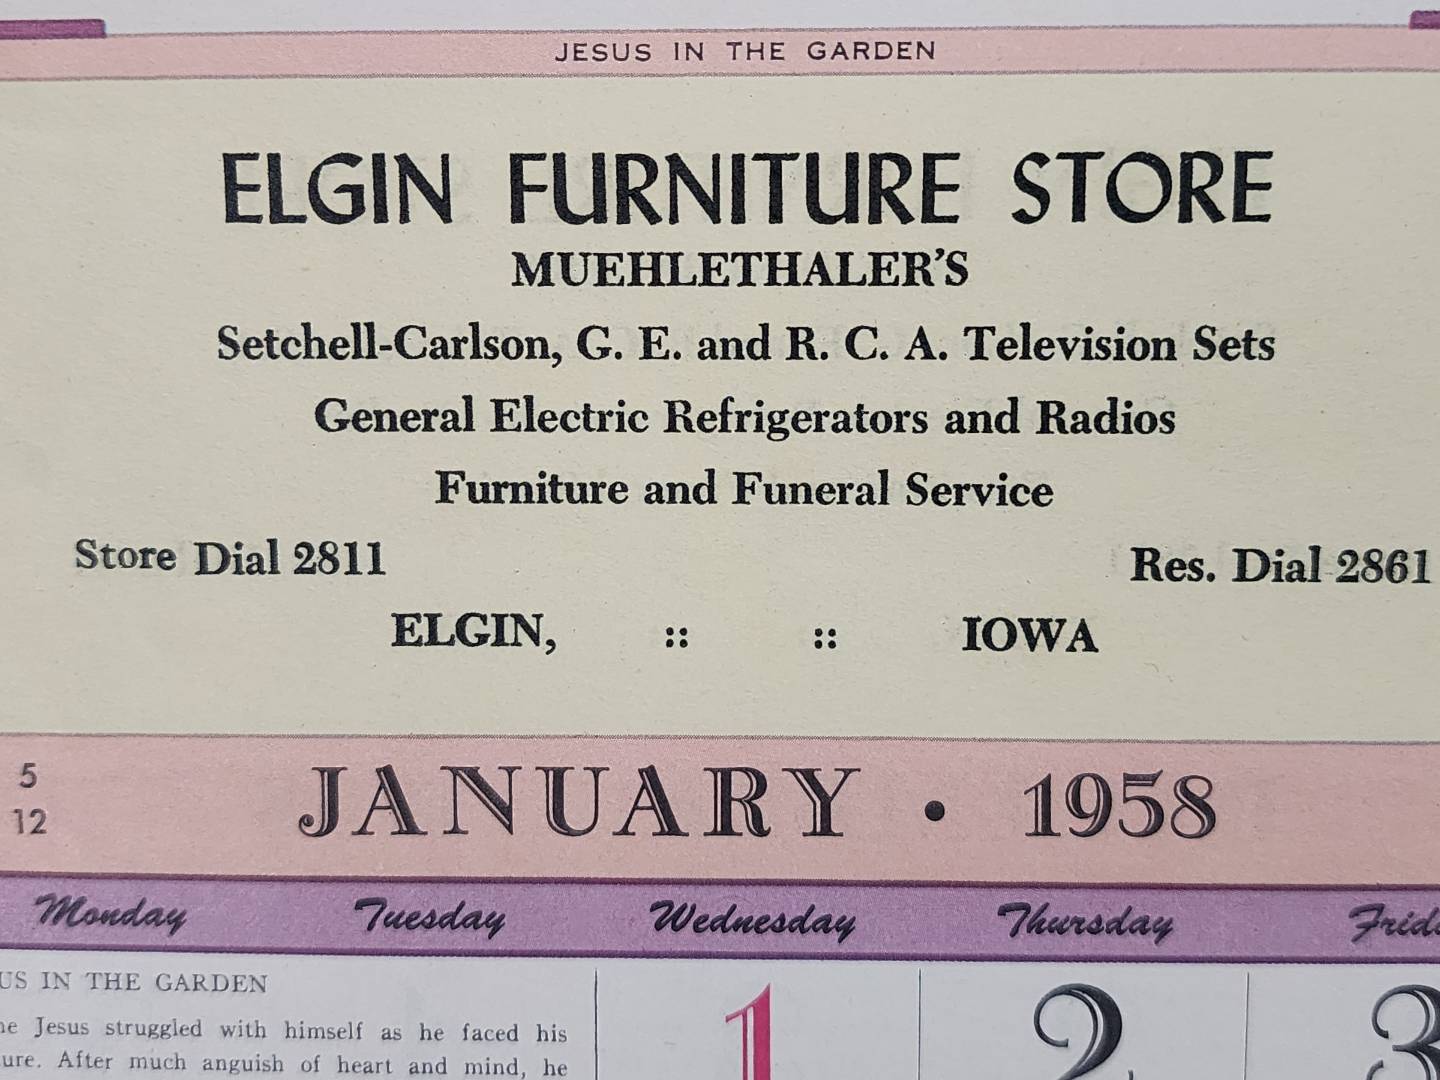 JESUS IN THE GARDEN
ELGIN FURNITURE STORE
MUEHLETHALER'S
Setchell-Carlson, G. E. and R. C. A. Television Sets
General Electric Refrigerators and Radios
Furniture and Funeral Service
Store Dial 2811 Res. Dial 2861
ELGIN, :: :: IOWA
5
12
JANUARY • 1958
Monday Tuesday Wednesday Thursday
IN THE GARDEN
Jesus struggled with himself as he faced his
After much anguish of heart and mind, he
1 2 3